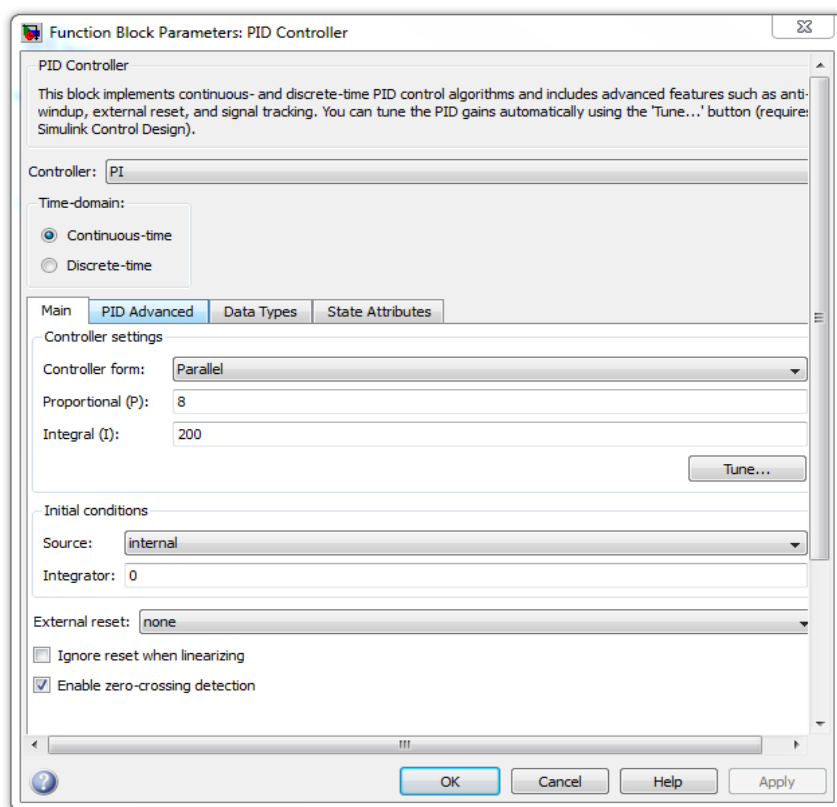 Function Block Parameters: PID Controller
PID Controller
This block implements continuous- and discrete-time PID control algorithms and includes advanced features such as anti-
windup, external reset, and signal tracking. You can tune the PID gains automatically using the 'Tune...' button (requires
Simulink Control Design).
Controller: PI
Time-domain:
Continuous-time
Discrete-time
Main PID Advanced Data Types State Attributes
Controller settings
Controller form: Parallel
Proportional (P): 8
Integral (I): 200
Tune...
Initial conditions
Source: internal
Integrator: 0
External reset: none
Ignore reset when linearizing
Enable zero-crossing detection
OK Cancel Help Apply